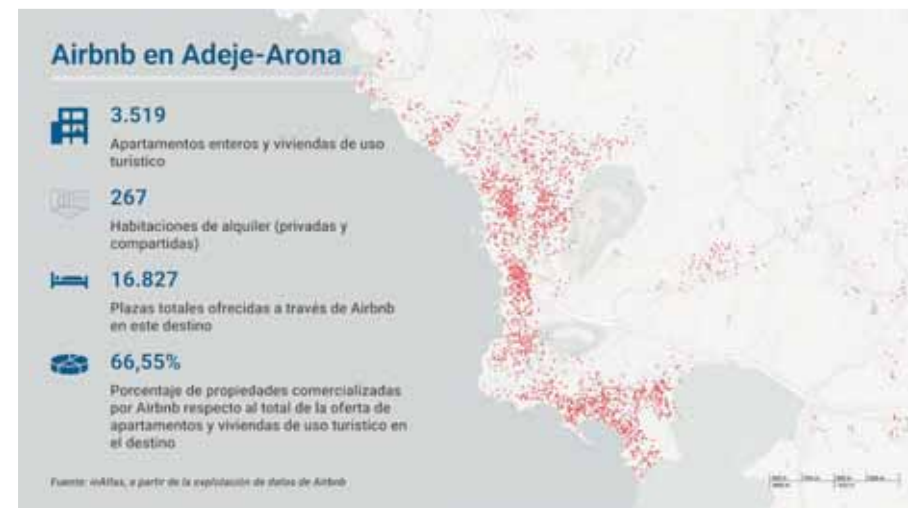 Airbnb en Adeje-Arona
3.519
Apartamentos enteros y viviendas de uso
turístico
267
Habitaciones de alquiler (privadas y
compartidas)
16.827
Plazas totales ofrecidas a través de Airbnb
en este destino
66,55%
Porcentaje de propiedades comercializadas
por Airbnb respecto al total de la oferta de
apartamentos y viviendas de uso turístico en
el destino
Fuente: inAtlas, a partir de la explotación de datos de Airbnb